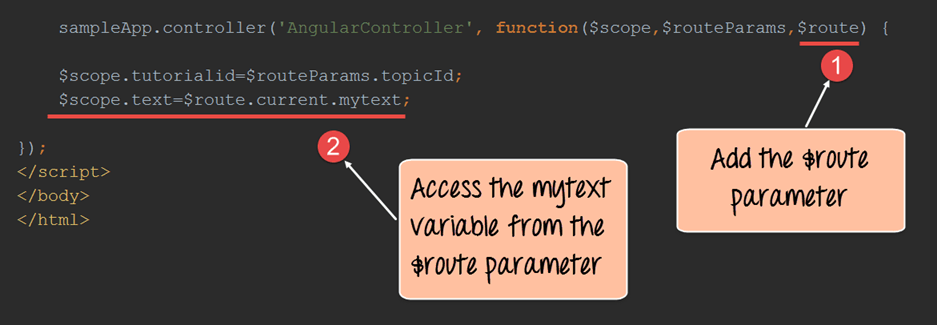 sampleApp.controller('AngularController', function($scope,$routeParams,$route) {
$scope.tutorialid=$routeParams.topicId;
$scope.text=$route.current.mytext;
});
</script>
</body>
</html>
1
Add the $route
parameter
2
Access the mytext
variable from the
$route parameter